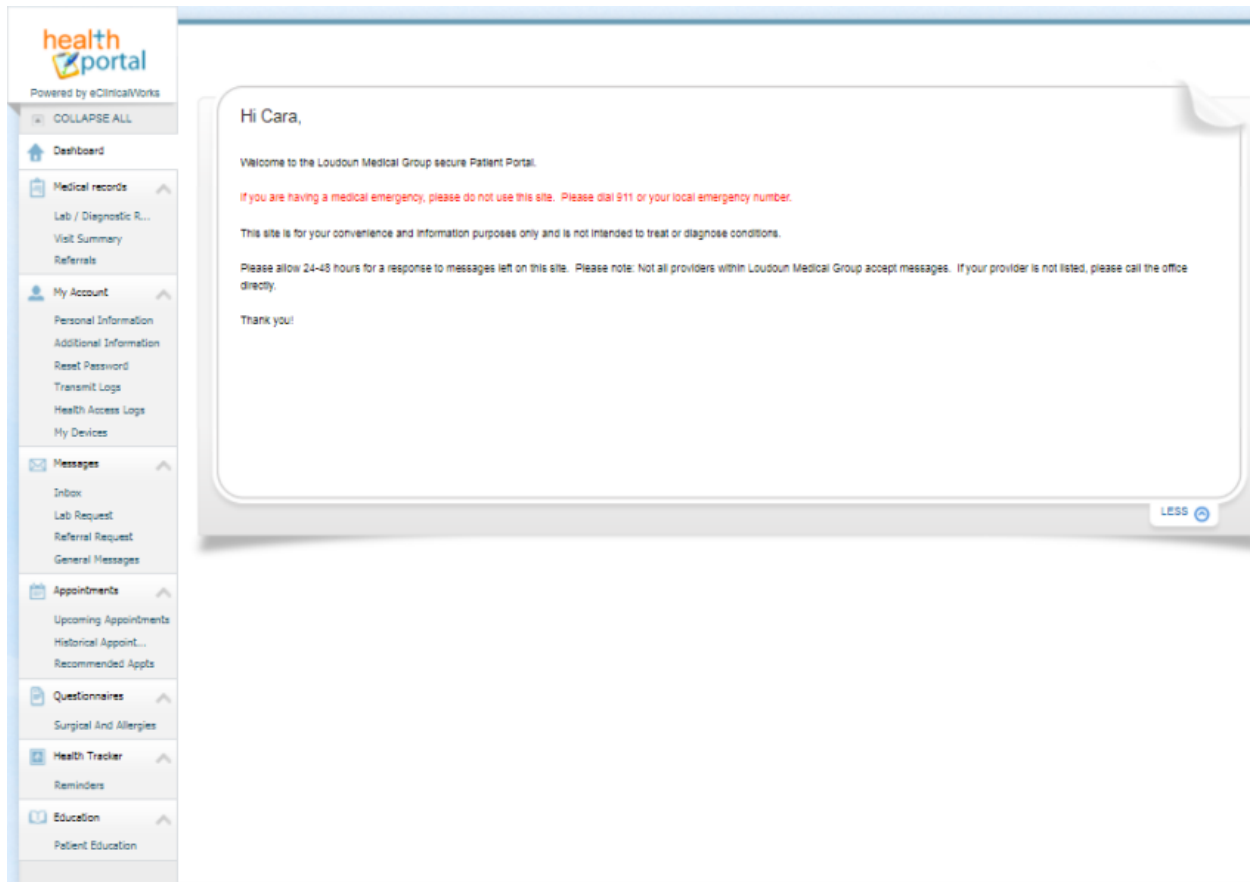 health
portal
Powered by eClinicalWorks
COLLAPSE ALL
Dashboard
Medical records
Lab / Diagnostic R...
Visit Summary
Referrals
My Account
Personal Information
Additional Information
Reset Password
Transmit Logs
Health Access Logs
My Devices
Messages
Inbox
Lab Request
Referral Request
General Messages
Appointments
Upcoming Appointments
Historical Appoint...
Recommended Appts
Questionnaires
Surgical And Allergies
Health Tracker
Reminders
Education
Patient Education
Hi Cara,
Welcome to the Loudoun Medical Group secure Patient Portal.
If you are having a medical emergency, please do not use this site. Please dial 911 or your local emergency number.
This site is for your convenience and information purposes only and is not intended to treat or diagnose conditions.
Please allow 24-48 hours for a response to messages left on this site. Please note: Not all providers within Loudoun Medical Group accept messages. If your provider is not listed, please call the office
directly.
Thank you!
LESS